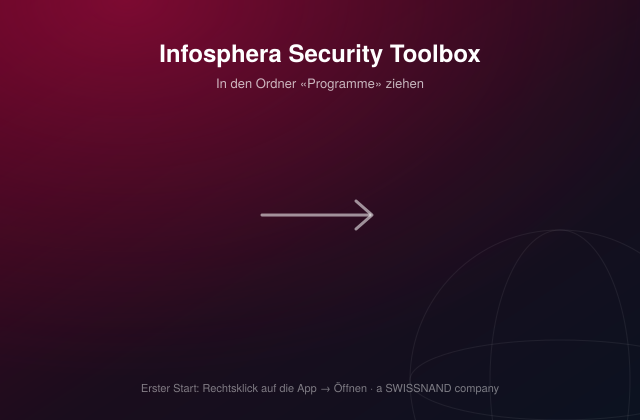 Infosphera Security Toolbox
In den Ordner «Programme» ziehen
Erster Start: Rechtsklick auf die App → Öffnen · a SWISSNAND company